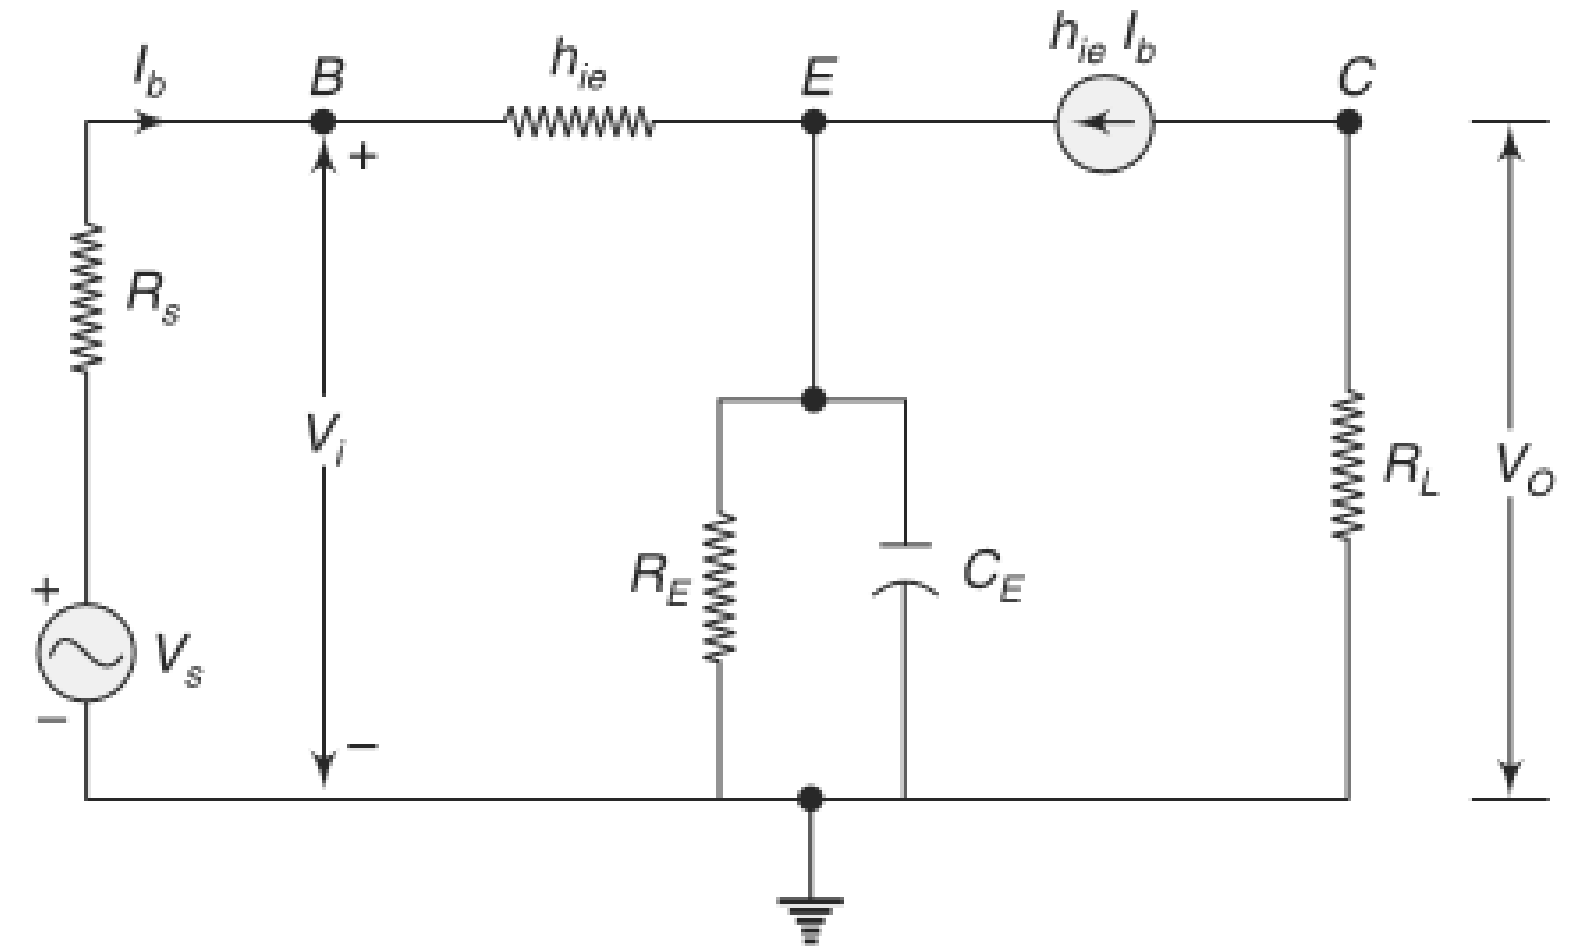 I_b
B
h_ie
E
h_ie I_b
C
+
R_s
V_i
R_L
V_O
R_E
C_E
+
V_s
−
−